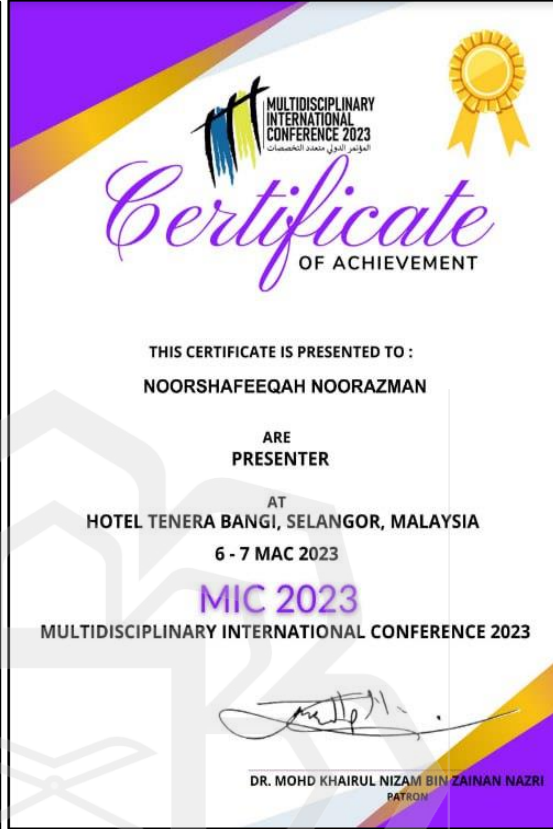 MULTIDISCIPLINARY
INTERNATIONAL
CONFERENCE 2023
المؤتمر الدولي متعدد التخصصات
Certificate
OF ACHIEVEMENT
THIS CERTIFICATE IS PRESENTED TO :
NOORSHAFEEQAH NOORAZMAN
ARE
PRESENTER
AT
HOTEL TENERA BANGI, SELANGOR, MALAYSIA
6 - 7 MAC 2023
MIC 2023
MULTIDISCIPLINARY INTERNATIONAL CONFERENCE 2023
DR. MOHD KHAIRUL NIZAM BIN ZAINAN NAZRI
PATRON